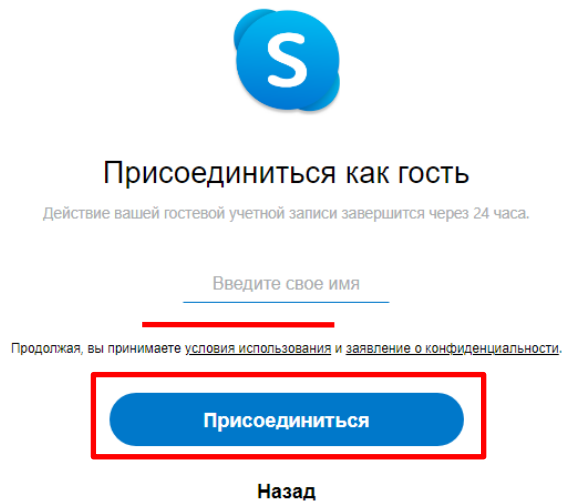 S
Присоединиться как гость
Действие вашей гостевой учетной записи завершится через 24 часа.
Введите свое имя
Продолжая, вы принимаете условия использования и заявление о конфиденциальности.
Присоединиться
Назад